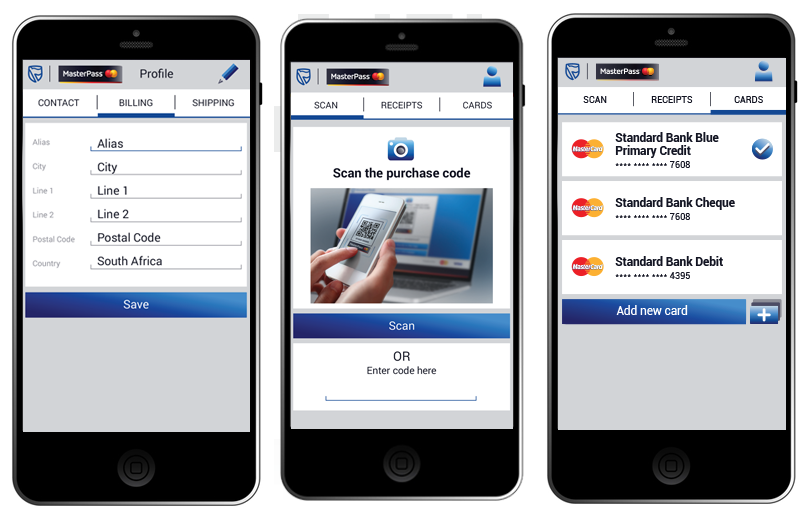 MasterPass
Profile
CONTACT
BILLING
SHIPPING
Alias
Alias
City
City
Line 1
Line 1
Line 2
Line 2
Postal Code
Postal Code
Country
South Africa
Save
MasterPass
SCAN
RECEIPTS
CARDS
Scan the purchase code
Scan
OR
Enter code here
MasterPass
SCAN
RECEIPTS
CARDS
MasterCard
Standard Bank Blue
Primary Credit
**** **** **** 7608
MasterCard
Standard Bank Cheque
**** **** **** 7608
MasterCard
Standard Bank Debit
**** **** **** 4395
Add new card